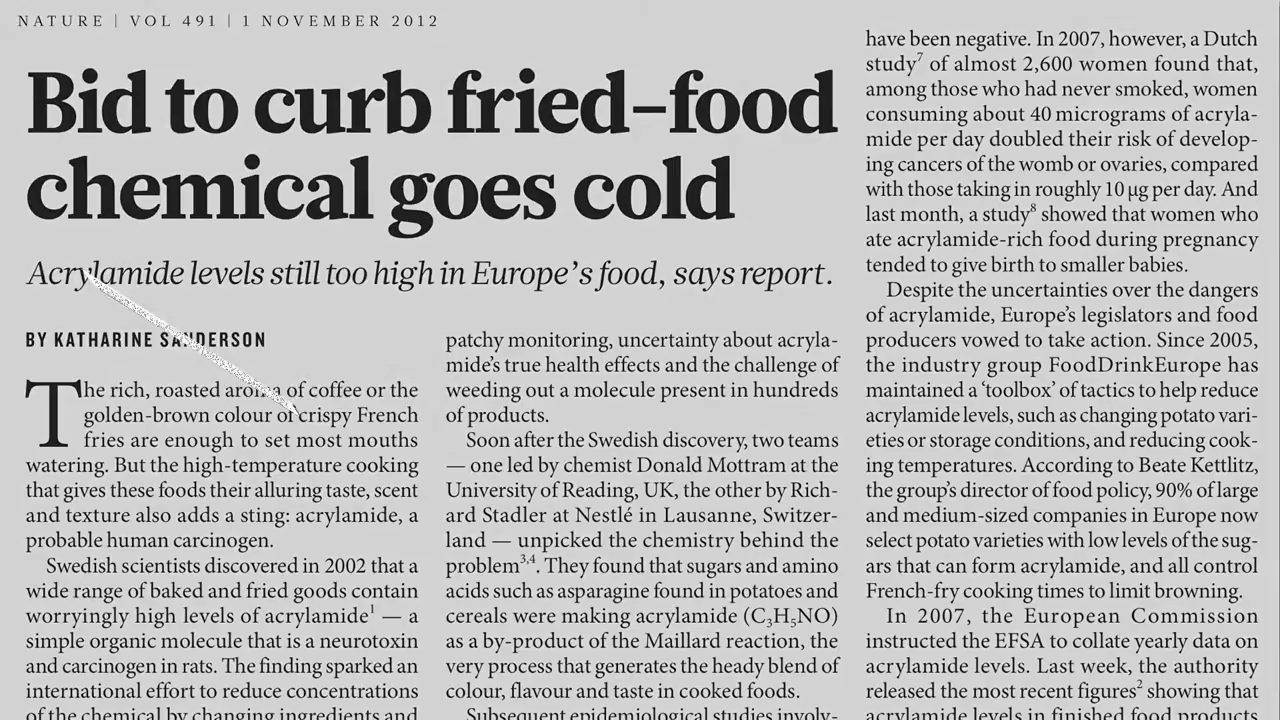 NATURE | VOL 491 | 1 NOVEMBER 2012
Bid to curb fried–food
chemical goes cold
Acrylamide levels still too high in Europe’s food, says report.
BY KATHARINE SANDERSON
The rich, roasted aroma of coffee or the
golden-brown colour of crispy French
fries are enough to set most mouths
watering. But the high-temperature cooking
that gives these foods their alluring taste, scent
and texture also adds a sting: acrylamide, a
probable human carcinogen.
Swedish scientists discovered in 2002 that a
wide range of baked and fried goods contain
worryingly high levels of acrylamide¹ — a
simple organic molecule that is a neurotoxin
and carcinogen in rats. The finding sparked an
international effort to reduce concentrations
of the chemical by changing ingredients and
patchy monitoring, uncertainty about acryla-
mide’s true health effects and the challenge of
weeding out a molecule present in hundreds
of products.
Soon after the Swedish discovery, two teams
— one led by chemist Donald Mottram at the
University of Reading, UK, the other by Rich-
ard Stadler at Nestlé in Lausanne, Switzer-
land — unpicked the chemistry behind the
problem³,⁴. They found that sugars and amino
acids such as asparagine found in potatoes and
cereals were making acrylamide (C₃H₅NO)
as a by-product of the Maillard reaction, the
very process that generates the heady blend of
colour, flavour and taste in cooked foods.
Subsequent epidemiological studies involv-
have been negative. In 2007, however, a Dutch
study⁷ of almost 2,600 women found that,
among those who had never smoked, women
consuming about 40 micrograms of acryla-
mide per day doubled their risk of develop-
ing cancers of the womb or ovaries, compared
with those taking in roughly 10 µg per day. And
last month, a study⁸ showed that women who
ate acrylamide-rich food during pregnancy
tended to give birth to smaller babies.
Despite the uncertainties over the dangers
of acrylamide, Europe’s legislators and food
producers vowed to take action. Since 2005,
the industry group FoodDrinkEurope has
maintained a ‘toolbox’ of tactics to help reduce
acrylamide levels, such as changing potato vari-
eties or storage conditions, and reducing cook-
ing temperatures. According to Beate Kettlitz,
the group’s director of food policy, 90% of large
and medium-sized companies in Europe now
select potato varieties with low levels of the sug-
ars that can form acrylamide, and all control
French-fry cooking times to limit browning.
In 2007, the European Commission
instructed the EFSA to collate yearly data on
acrylamide levels. Last week, the authority
released the most recent figures² showing that
acrylamide levels in finished food products